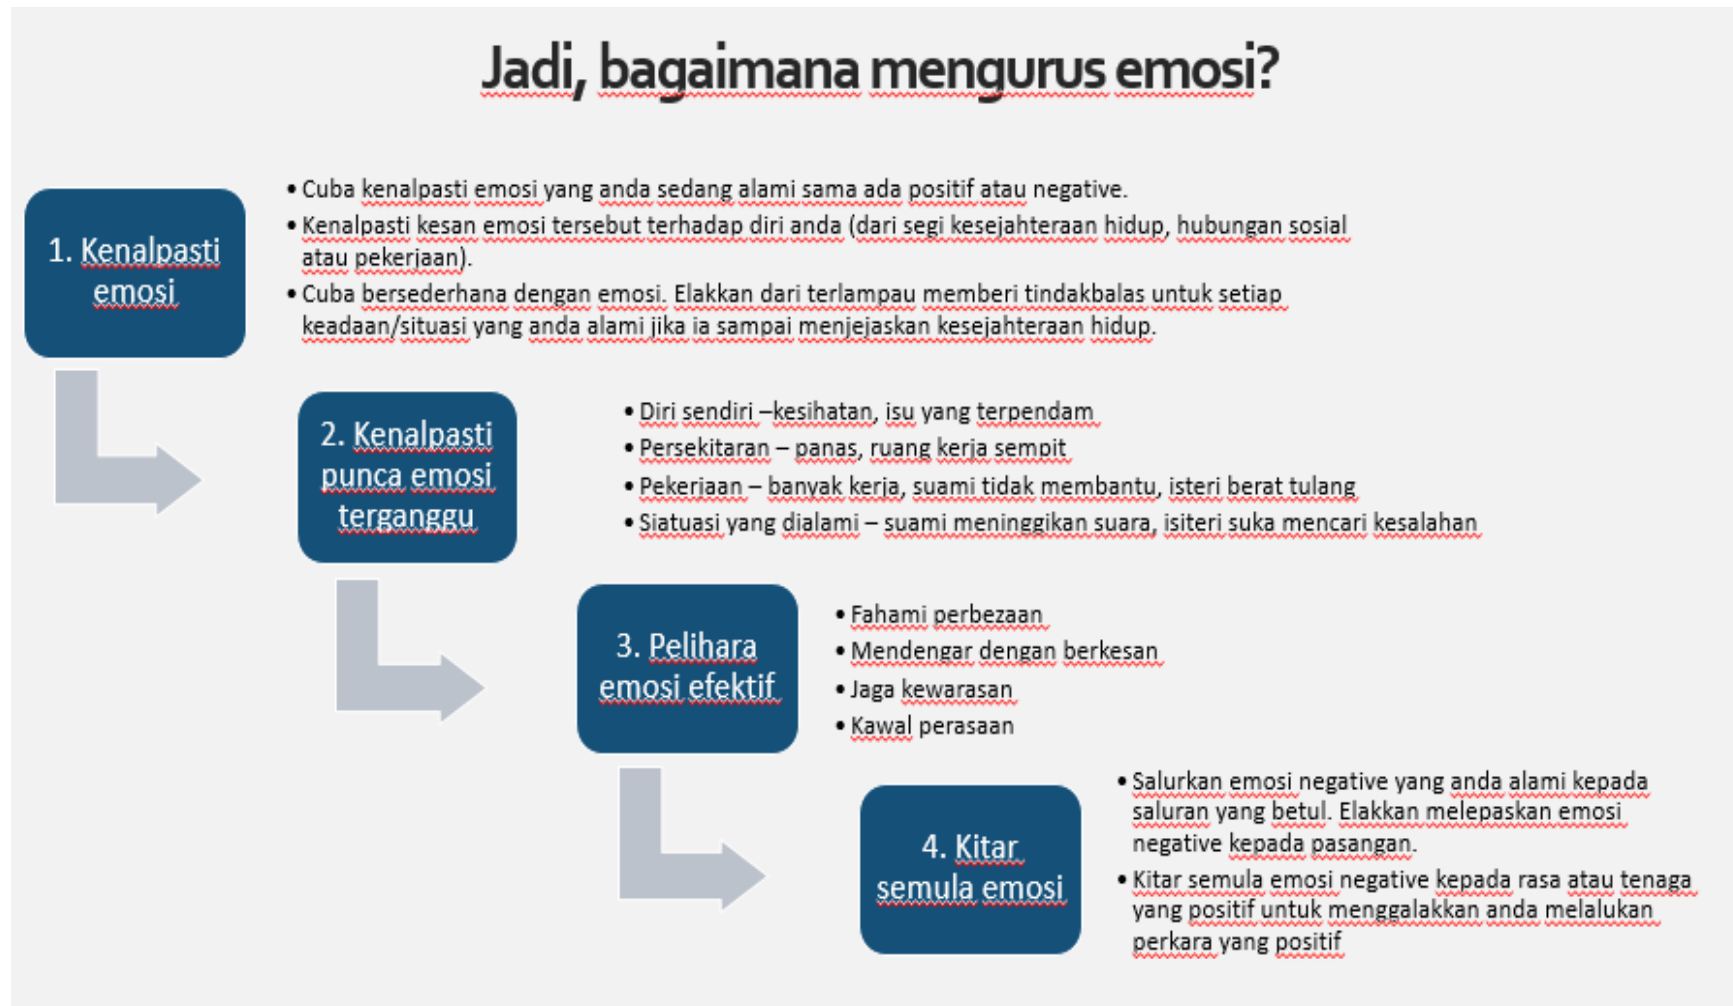 Jadi, bagaimana mengurus emosi?
1. Kenalpasti
emosi
• Cuba kenalpasti emosi yang anda sedang alami sama ada positif atau negative.
• Kenalpasti kesan emosi tersebut terhadap diri anda (dari segi kesejahteraan hidup, hubungan sosial
atau pekerjaan).
• Cuba bersederhana dengan emosi. Elakkan dari terlampau memberi tindakbalas untuk setiap
keadaan/situasi yang anda alami jika ia sampai menjejaskan kesejahteraan hidup.
2. Kenalpasti
punca emosi
terganggu
• Diri sendiri –kesihatan, isu yang terpendam
• Persekitaran – panas, ruang kerja sempit
• Pekerjaan – banyak kerja, suami tidak membantu, isteri berat tulang
• Siatuasi yang dialami – suami meninggikan suara, isiteri suka mencari kesalahan
3. Pelihara
emosi efektif
• Fahami perbezaan
• Mendengar dengan berkesan
• Jaga kewarasan
• Kawal perasaan
4. Kitar
semula emosi
• Salurkan emosi negative yang anda alami kepada
saluran yang betul. Elakkan melepaskan emosi
negative kepada pasangan.
• Kitar semula emosi negative kepada rasa atau tenaga
yang positif untuk menggalakkan anda melalukan
perkara yang positif